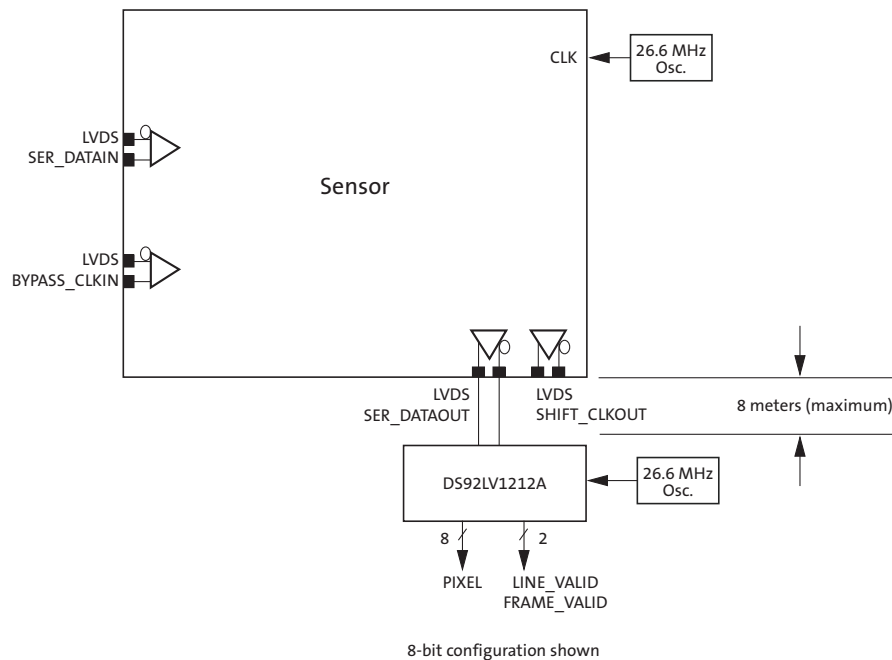 CLK
26.6 MHz
Osc.
LVDS
SER_DATAIN
Sensor
LVDS
BYPASS_CLKIN
LVDS
SER_DATAOUT
LVDS
SHIFT_CLKOUT
8 meters (maximum)
DS92LV1212A
26.6 MHz
Osc.
8
2
PIXEL
LINE_VALID
FRAME_VALID
8-bit configuration shown